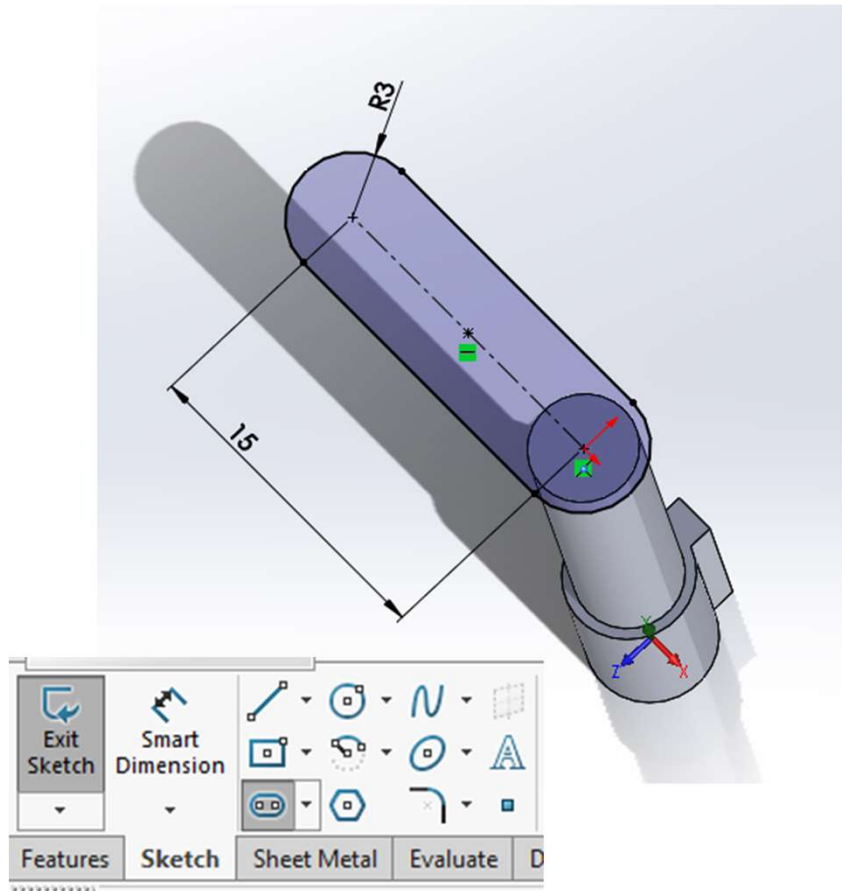 R3
15
Y
Z
X
Exit
Sketch
Smart
Dimension
Features
Sketch
Sheet Metal
Evaluate
D